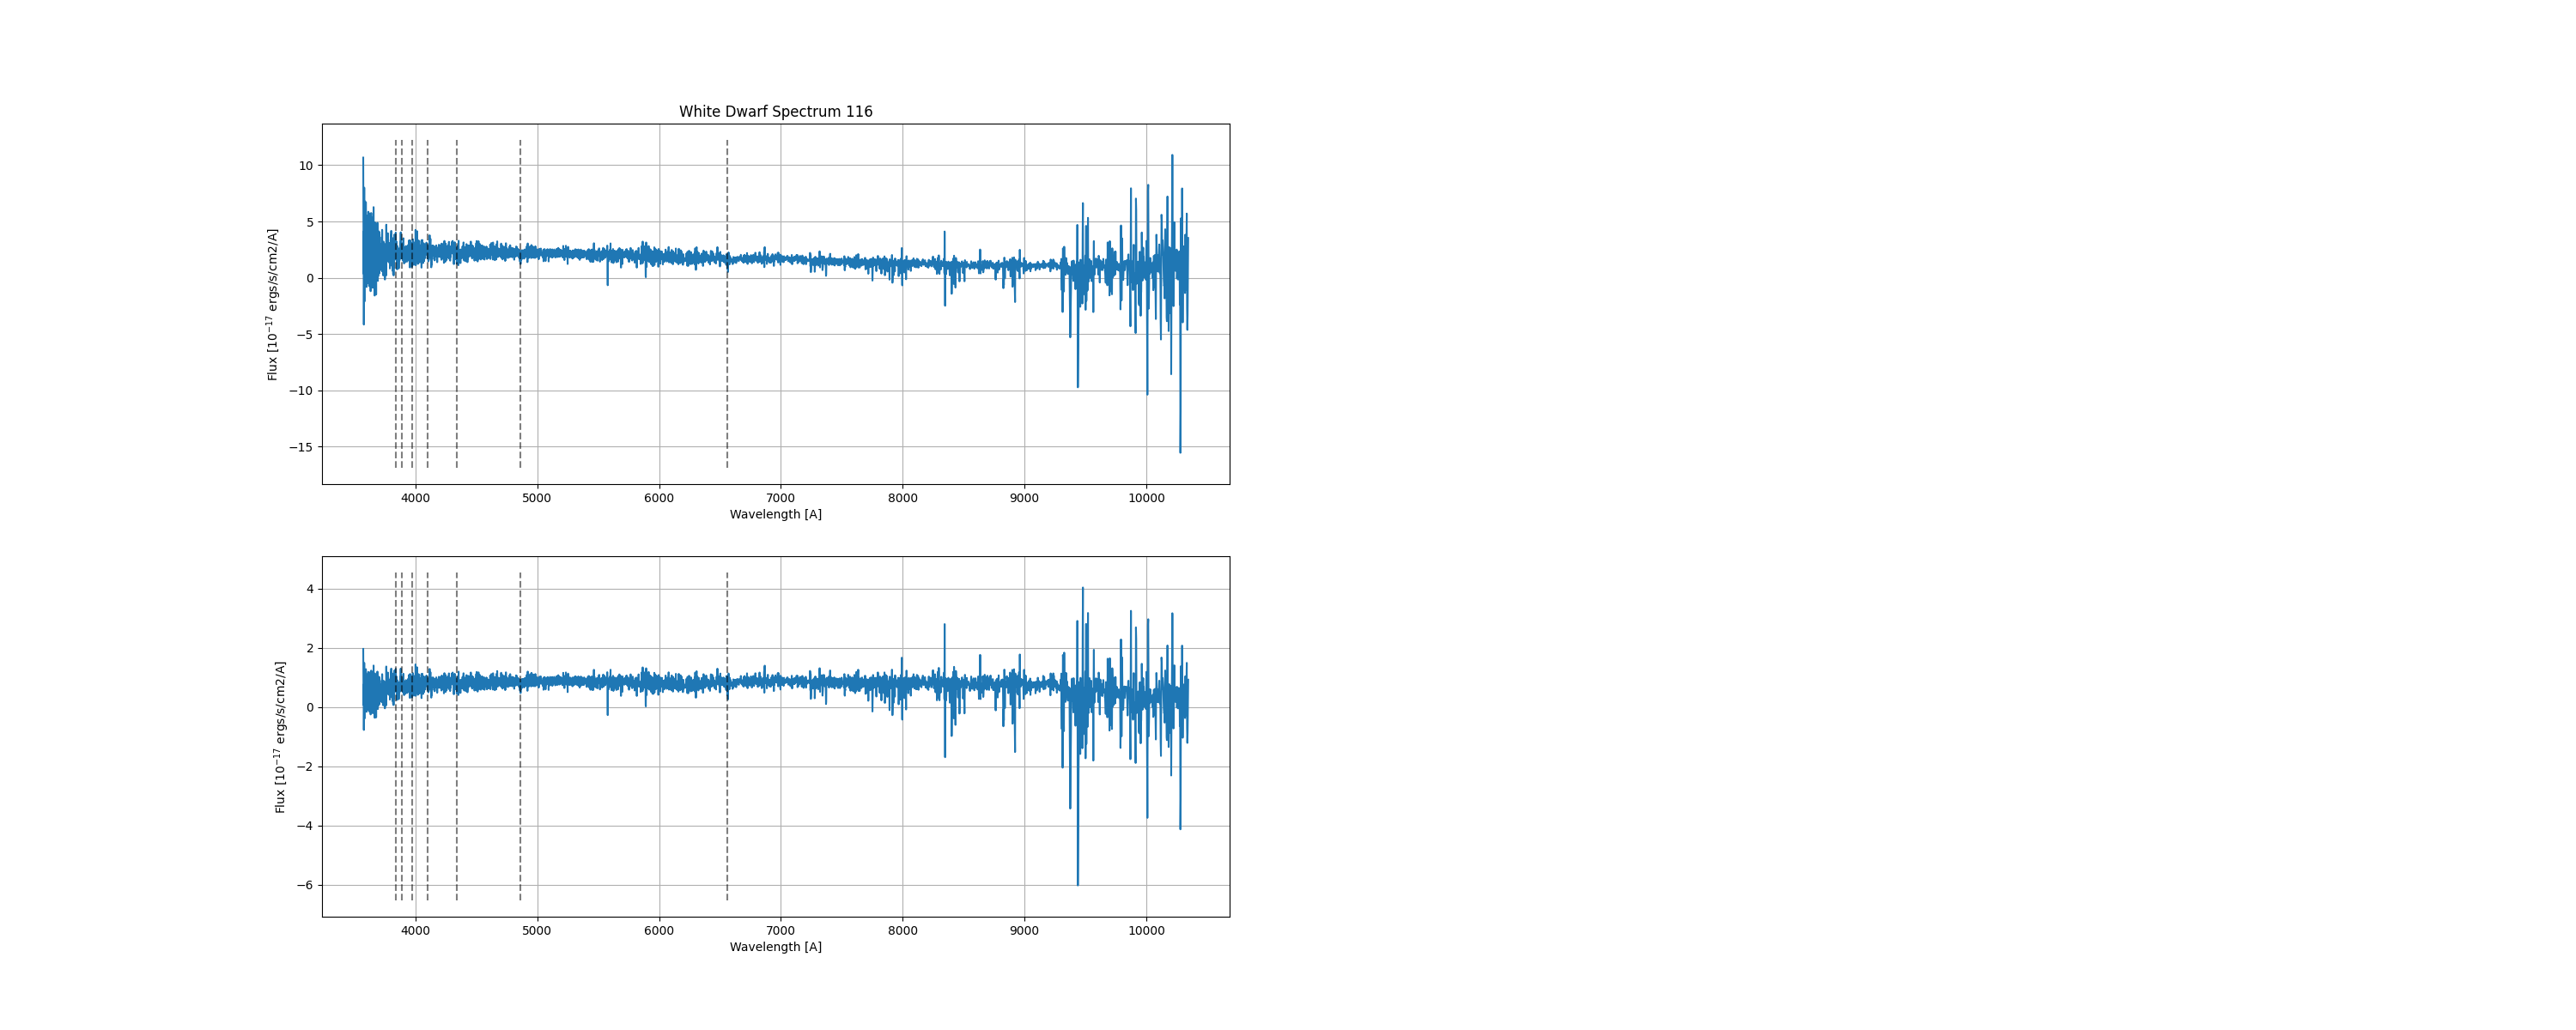 White Dwarf Spectrum 116
Flux [10⁻¹⁷ ergs/s/cm2/A]
10
5
0
−5
−10
−15
4000 5000 6000 7000 8000 9000 10000
Wavelength [A]
Flux [10⁻¹⁷ ergs/s/cm2/A]
4
2
0
−2
−4
−6
4000 5000 6000 7000 8000 9000 10000
Wavelength [A]